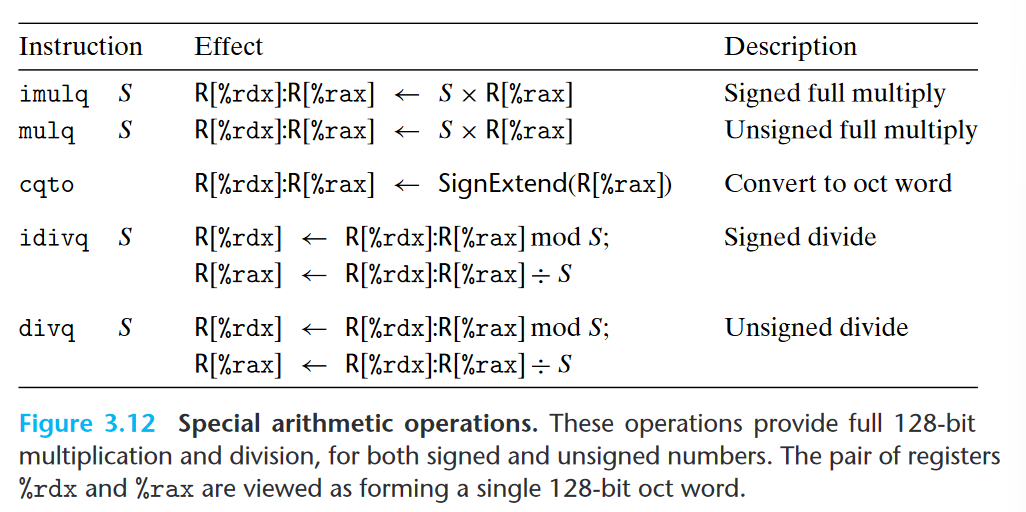 Instruction Effect Description
imulq S R[%rdx]:R[%rax] ← S × R[%rax] Signed full multiply
mulq S R[%rdx]:R[%rax] ← S × R[%rax] Unsigned full multiply
cqto R[%rdx]:R[%rax] ← SignExtend(R[%rax]) Convert to oct word
idivq S R[%rdx] ← R[%rdx]:R[%rax] mod S; Signed divide
R[%rax] ← R[%rdx]:R[%rax] ÷ S
divq S R[%rdx] ← R[%rdx]:R[%rax] mod S; Unsigned divide
R[%rax] ← R[%rdx]:R[%rax] ÷ S
Figure 3.12 Special arithmetic operations. These operations provide full 128-bit
multiplication and division, for both signed and unsigned numbers. The pair of registers
%rdx and %rax are viewed as forming a single 128-bit oct word.